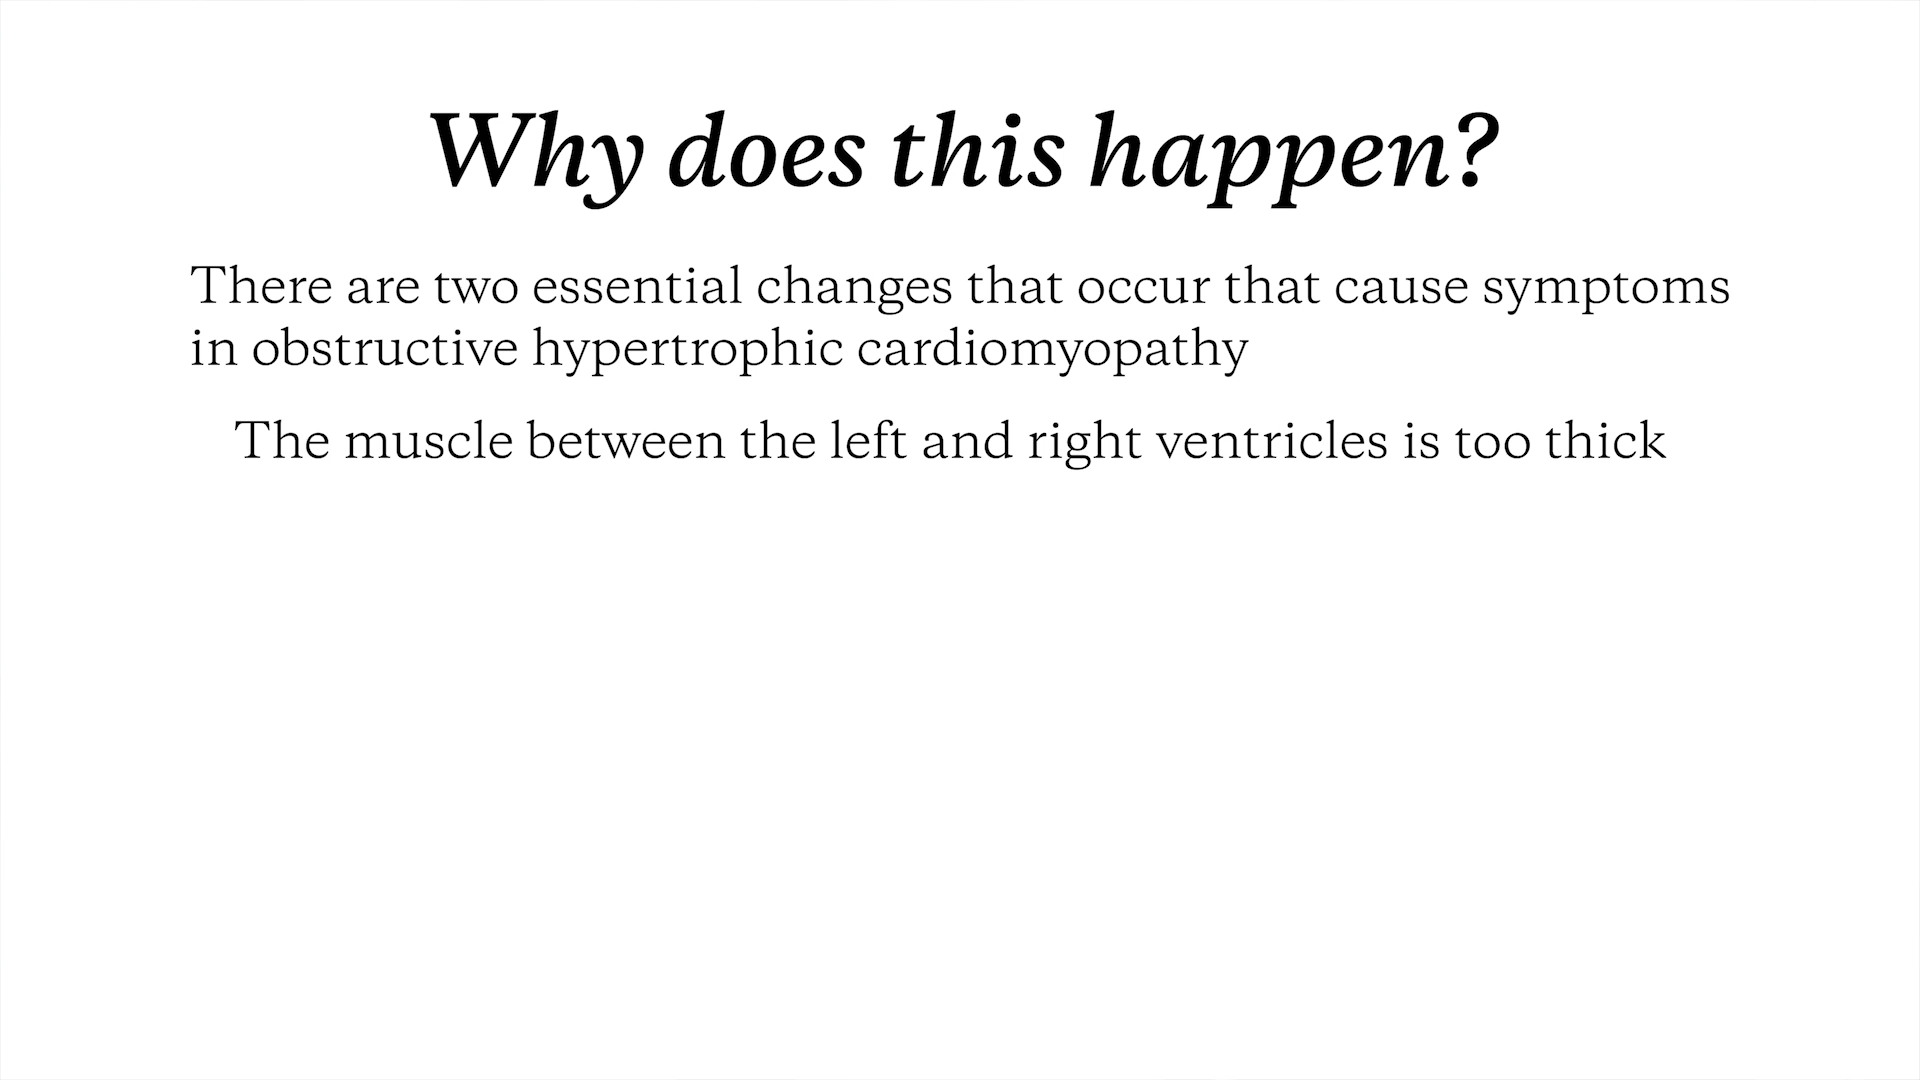 Why does this happen?
There are two essential changes that occur that cause symptoms
in obstructive hypertrophic cardiomyopathy
The muscle between the left and right ventricles is too thick